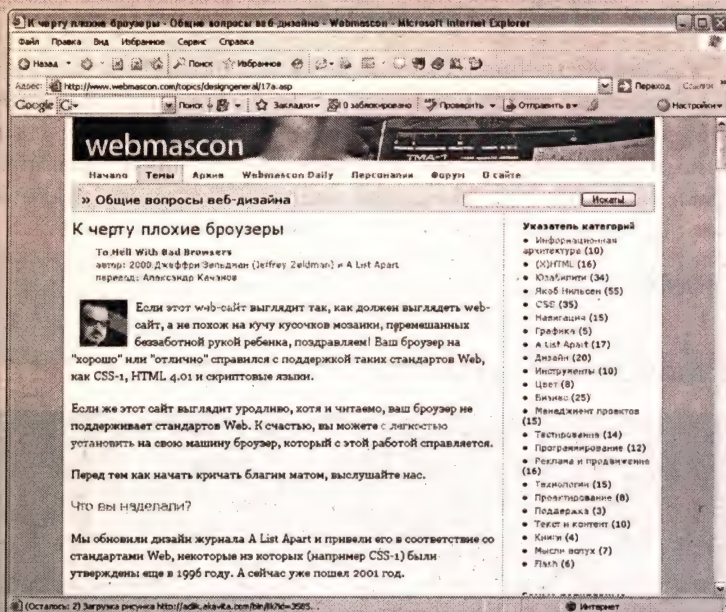 К черту плохие броузеры - Общие вопросы веб-дизайна - Webmascon - Microsoft Internet Explorer
Файл Правка Вид Избранное Сервис Справка
Назад Поиск Избранное
Адрес: http://www.webmascon.com/topics/designgeneral/17a.asp Переход Ссылки
Google Поиск Закладки 0 заблокировано Проверить Отправить в Настройки
webmascon
TMA-1
Начало Темы Архив Webmascon Daily Персоналии Форум О сайте
» Общие вопросы веб-дизайна Искать!
К черту плохие броузеры
To Hell With Bad Browsers
автор: 2000 Джеффри Зельдман (Jeffrey Zeldman) и A List Apart
перевод: Александр Качанов
Если этот web-сайт выглядит так, как должен выглядеть web-
сайт, а не похож на кучу кусочков мозаики, перемешанных
беззаботной рукой ребенка, поздравляем! Ваш броузер на
"хорошо" или "отлично" справился с поддержкой таких стандартов Web,
как CSS-1, HTML 4.01 и скриптовые языки.
Если же этот сайт выглядит уродливо, хотя и читаемо, ваш броузер не
поддерживает стандартов Web. К счастью, вы можете с легкостью
установить на свою машину броузер, который с этой работой справляется.
Перед тем как начать кричать благим матом, выслушайте нас.
Что вы наделали?
Мы обновили дизайн журнала A List Apart и привели его в соответствие со
стандартами Web, некоторые из которых (например CSS-1) были
утверждены еще в 1996 году. А сейчас уже пошел 2001 год.
Указатель категорий
• Информационная
архитектура (10)
• (X)HTML (16)
• Юзабилити (34)
• Якоб Нильсен (55)
• CSS (35)
• Навигация (15)
• Графика (5)
• A List Apart (17)
• Дизайн (20)
• Инструменты (10)
• Цвет (8)
• Бизнес (25)
• Менеджмент проектов
(15)
• Тестирование (14)
• Программирование (12)
• Реклама и продвижение
(16)
• Технологии (15)
• Проектирование (8)
• Поддержка (3)
• Текст и контент (10)
• Книги (4)
• Мысли вслух (7)
• Flash (6)
(Осталось: 2) Загрузка рисунка http://adlik.akavita.com/bin/lk?id=3585... Интернет